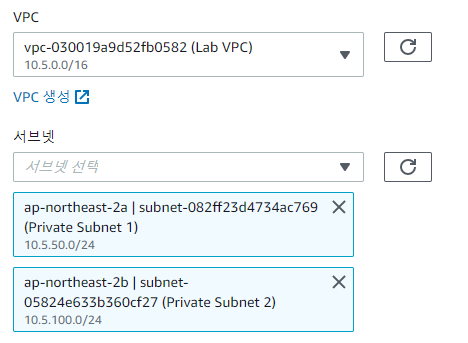 VPC
vpc-030019a9d52fb0582 (Lab VPC)
10.5.0.0/16
VPC 생성
서브넷
서브넷 선택
ap-northeast-2a | subnet-082ff23d4734ac769
(Private Subnet 1)
10.5.50.0/24
ap-northeast-2b | subnet-
05824e633b360cf27 (Private Subnet 2)
10.5.100.0/24